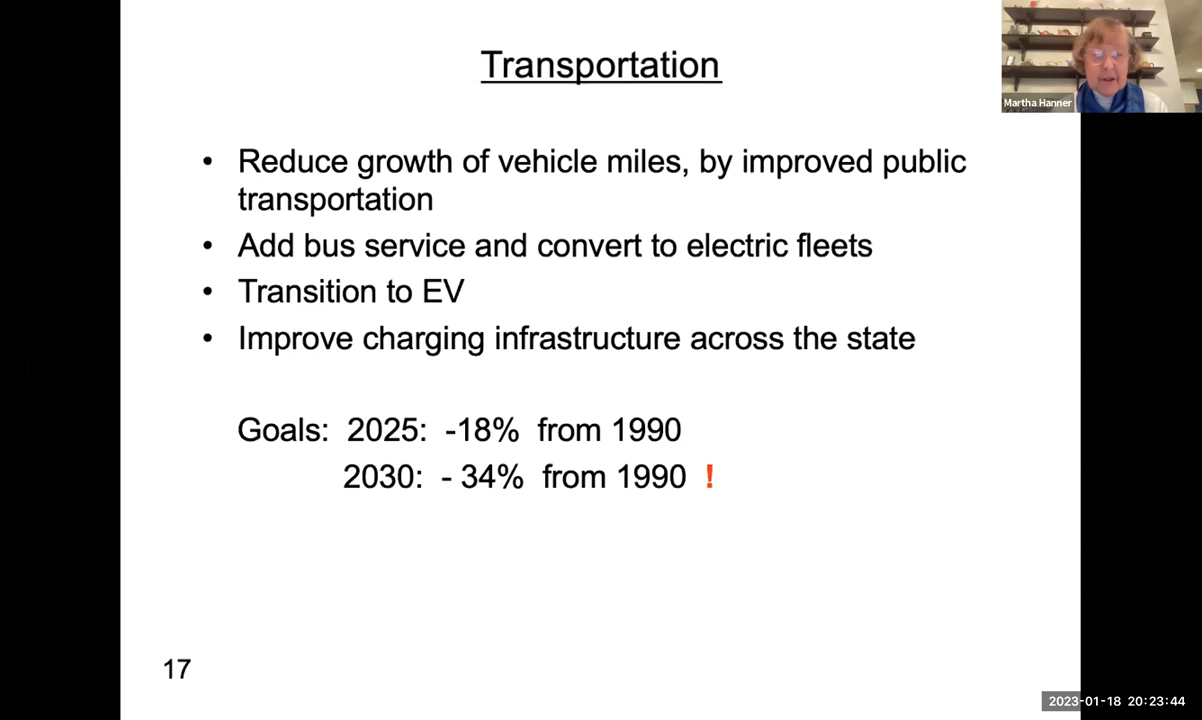 Transportation
Martha Hanner
• Reduce growth of vehicle miles, by improved public
transportation
• Add bus service and convert to electric fleets
• Transition to EV
• Improve charging infrastructure across the state
Goals: 2025: -18% from 1990
2030: - 34% from 1990 !
17
2023-01-18 20:23:44